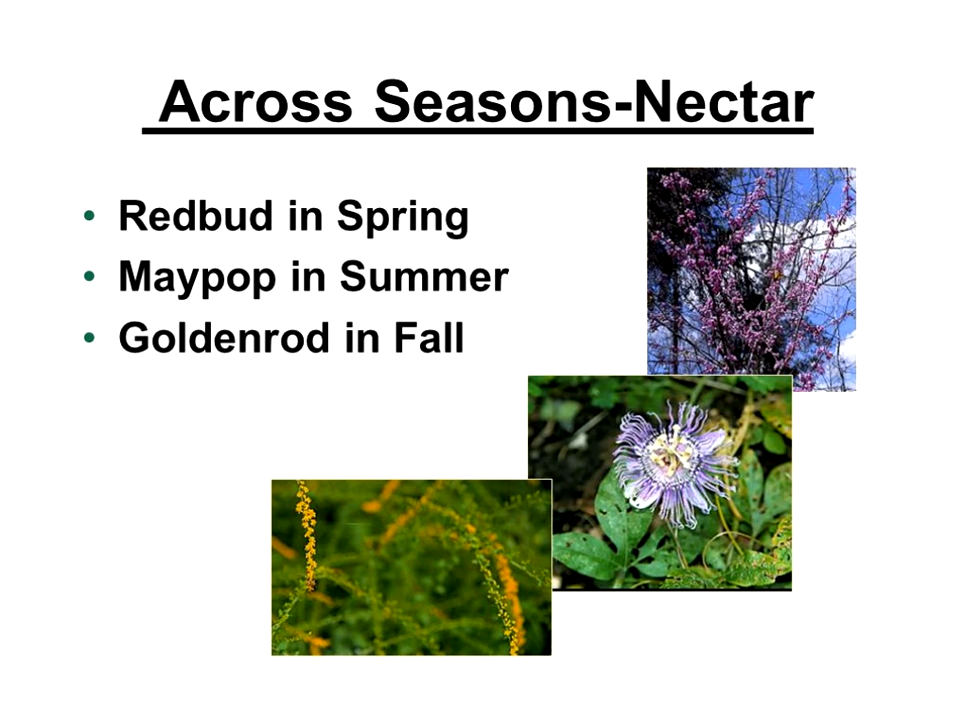 Across Seasons-Nectar
• Redbud in Spring
• Maypop in Summer
• Goldenrod in Fall